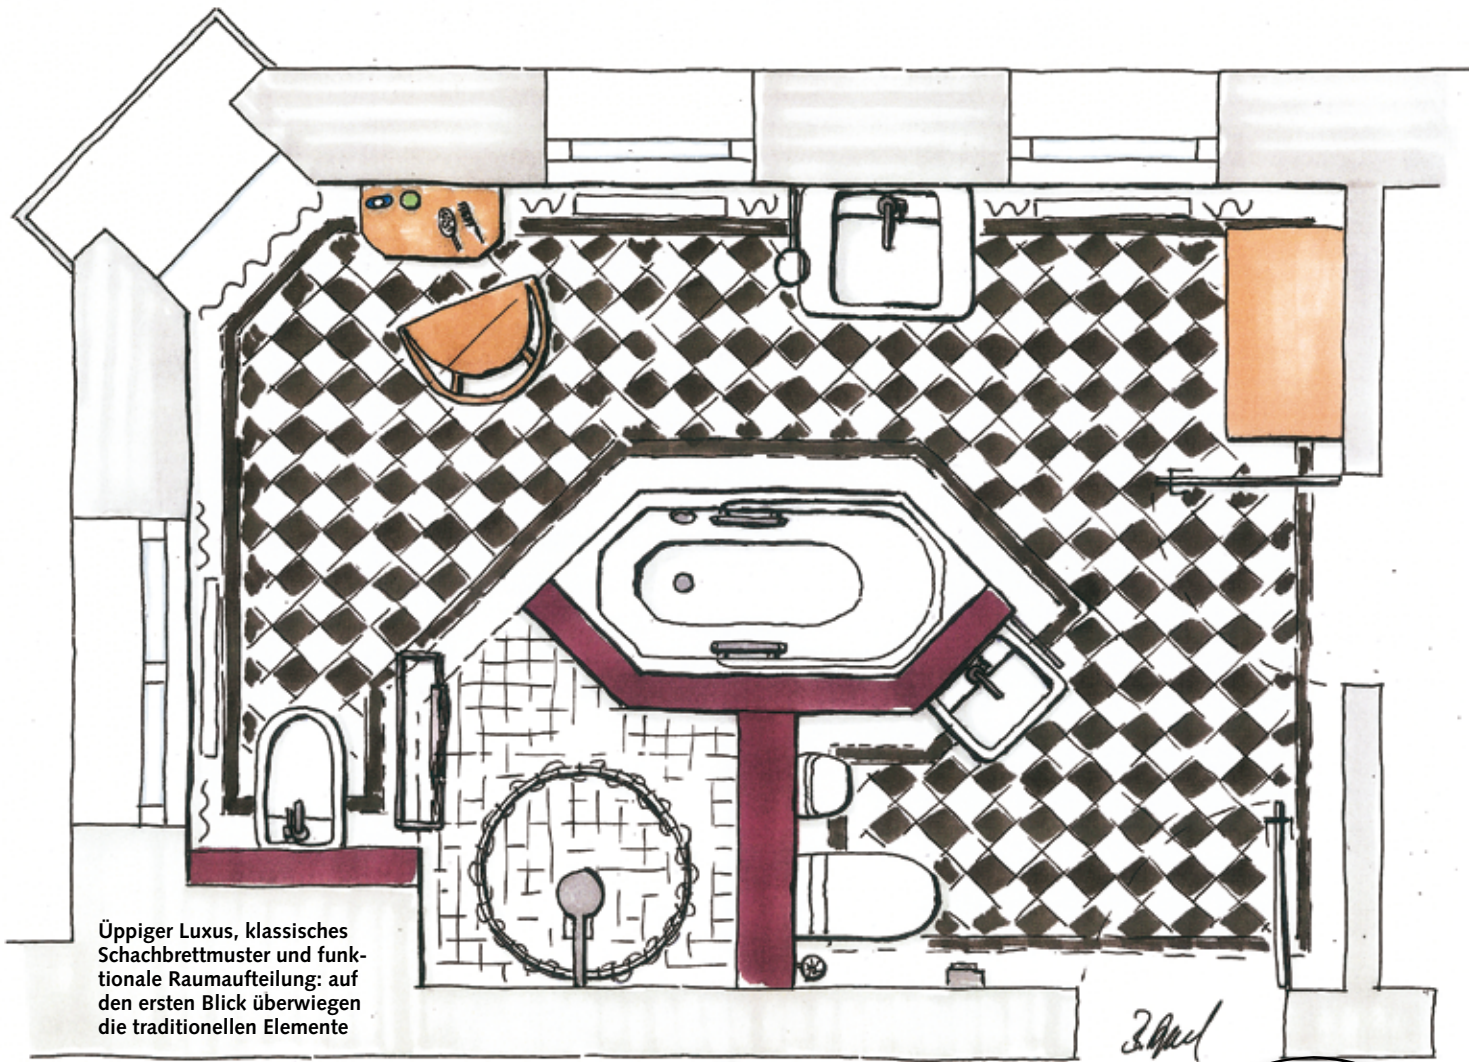 Üppiger Luxus, klassisches
Schachbrettmuster und funk-
tionale Raumaufteilung: auf
den ersten Blick überwiegen
die traditionellen Elemente